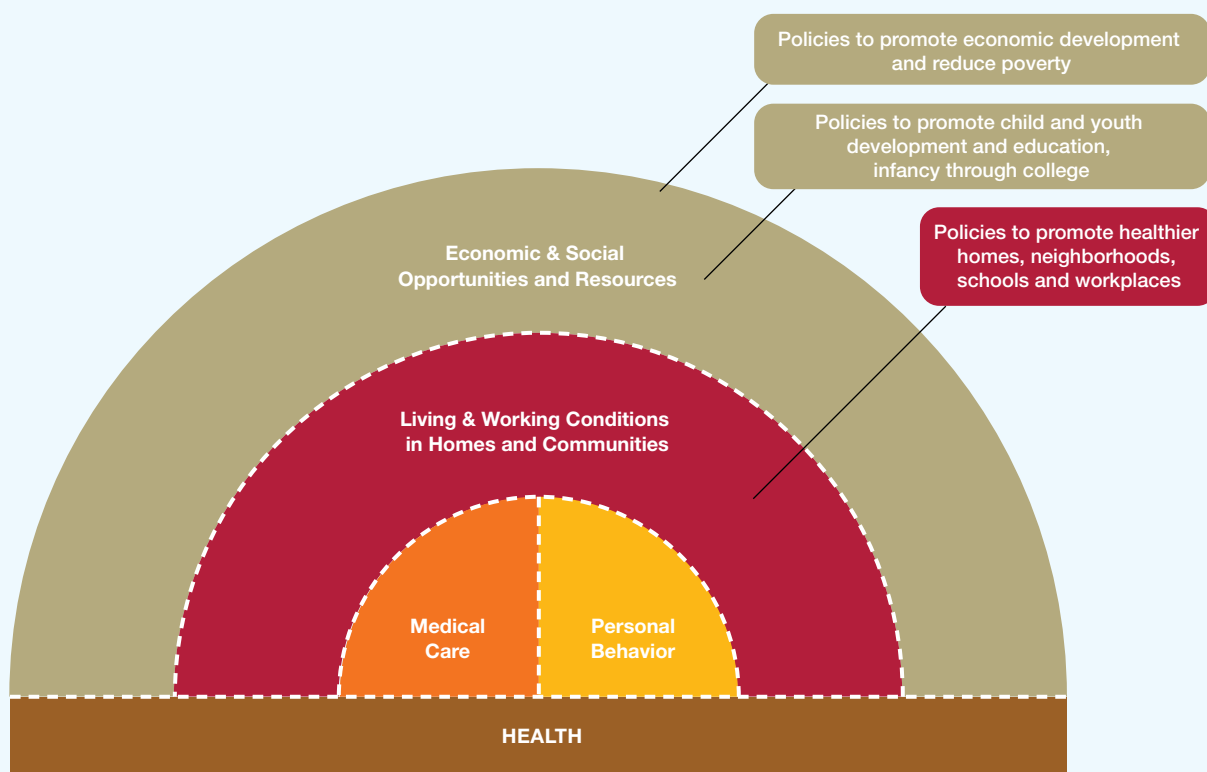 Policies to promote economic development
and reduce poverty
Policies to promote child and youth
development and education,
infancy through college
Policies to promote healthier
homes, neighborhoods,
schools and workplaces
Economic & Social
Opportunities and Resources
Living & Working Conditions
in Homes and Communities
Medical
Care
Personal
Behavior
HEALTH